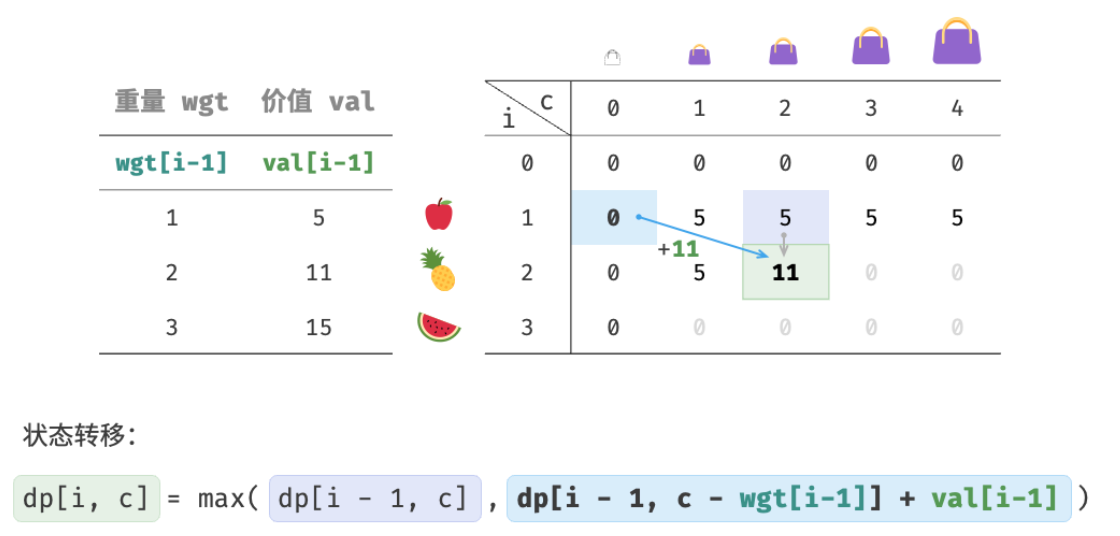 重量 wgt 价值 val
wgt[i-1] val[i-1]
1 5
2 11
3 15
i c 0 1 2 3 4
0 0 0 0 0 0
1 0 5 5 5 5
+11
2 0 5 11 0 0
3 0 0 0 0 0
状态转移:
dp[i, c] = max( dp[i - 1, c] , dp[i - 1, c - wgt[i-1]] + val[i-1] )